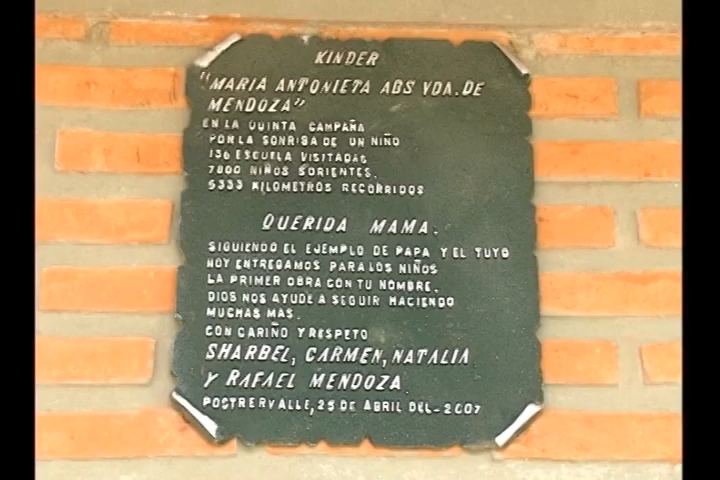 KINDER
"MARIA ANTONIETA ABS VDA. DE
MENDOZA"
EN LA QUINTA CAMPAÑA
POR LA SONRISA DE UN NIÑO
136 ESCUELA VISITADAS
7800 NIÑOS SORIENTES.
5333 KILOMETROS RECORRIDOS
QUERIDA MAMA.
SIGUIENDO EL EJEMPLO DE PAPA Y EL TUYO
HOY ENTREGAMOS PARA LOS NIÑOS
LA PRIMER OBRA CON TU NOMBRE.
DIOS NOS AYUDE A SEGUIR HACIENDO
MUCHAS MAS.
CON CARIÑO Y RESPETO
SHARBEL, CARMEN, NATALIA
Y RAFAEL MENDOZA
POSTRERVALLE, 25 DE ABRIL DEL-2007